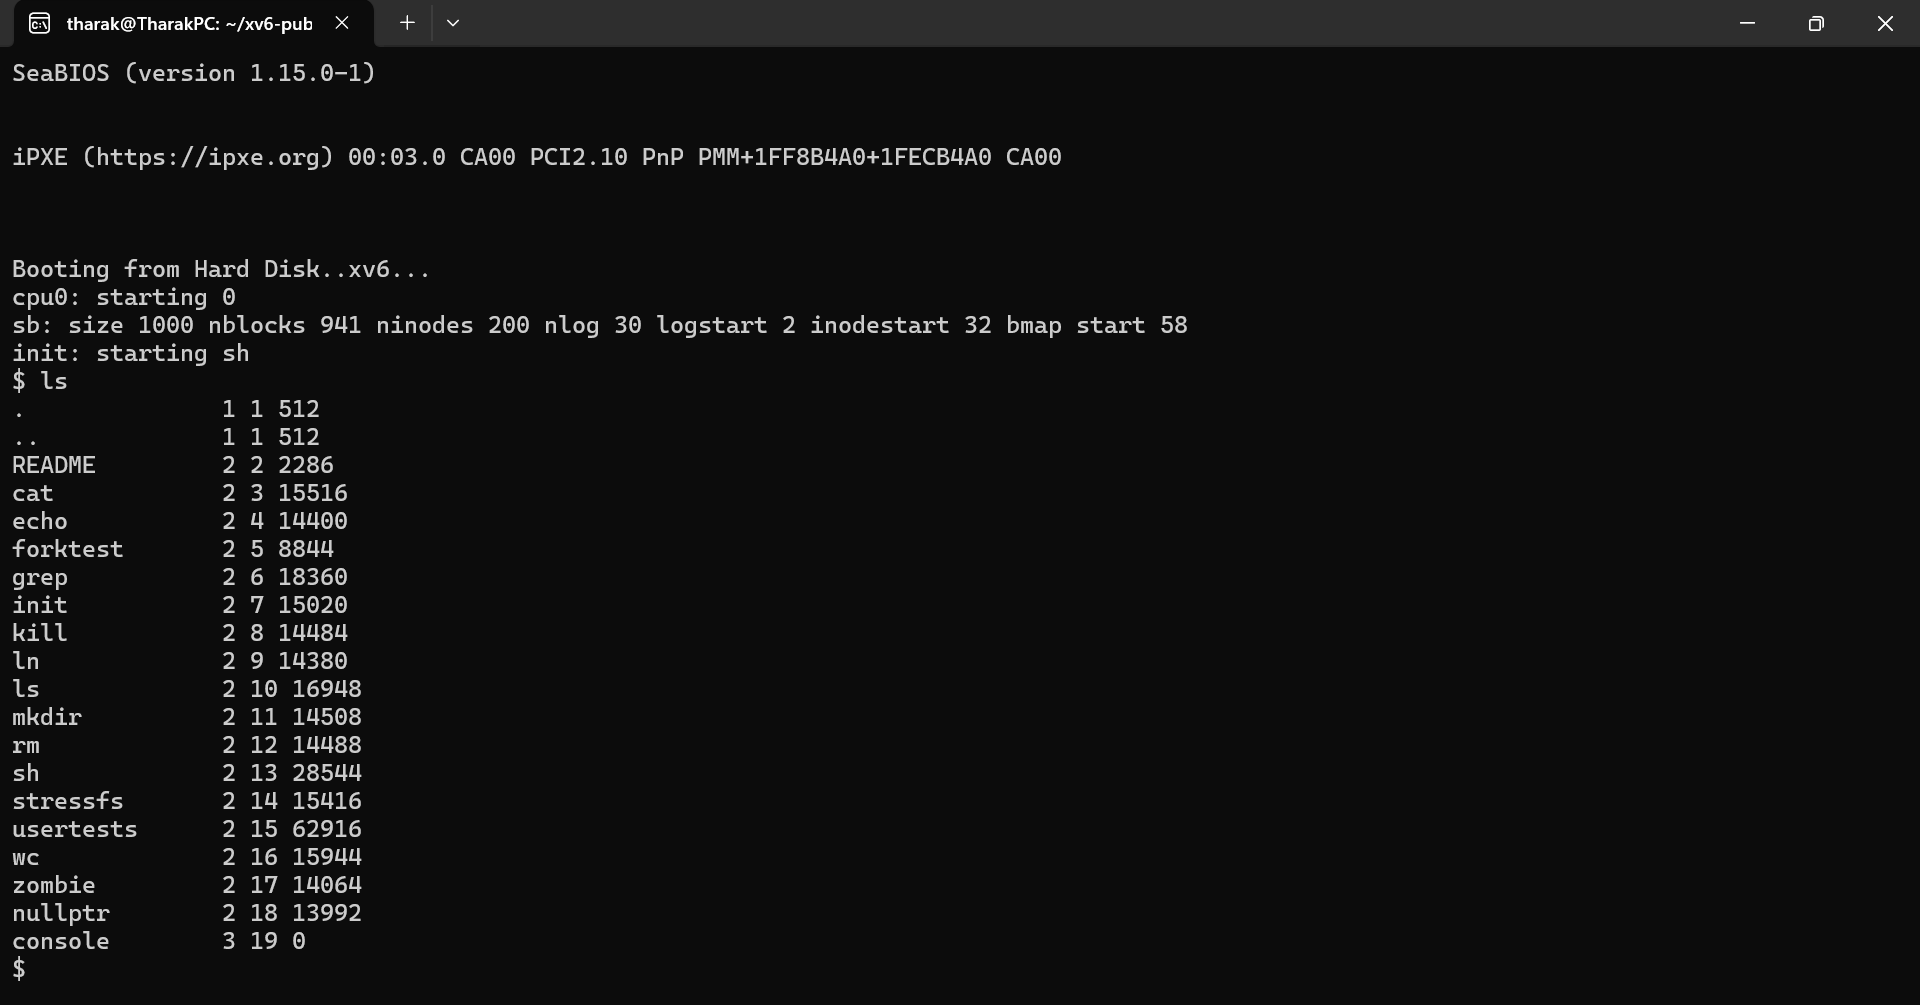 tharak@TharakPC: ~/xv6-pub
SeaBIOS (version 1.15.0-1)
iPXE (https://ipxe.org) 00:03.0 CA00 PCI2.10 PnP PMM+1FF8B4A0+1FECB4A0 CA00
Booting from Hard Disk..xv6...
cpu0: starting 0
sb: size 1000 nblocks 941 ninodes 200 nlog 30 logstart 2 inodestart 32 bmap start 58
init: starting sh
$ ls
.              1 1 512
..             1 1 512
README         2 2 2286
cat            2 3 15516
echo           2 4 14400
forktest       2 5 8844
grep           2 6 18360
init           2 7 15020
kill           2 8 14484
ln             2 9 14380
ls             2 10 16948
mkdir          2 11 14508
rm             2 12 14488
sh             2 13 28544
stressfs       2 14 15416
usertests      2 15 62916
wc             2 16 15944
zombie         2 17 14064
nullptr        2 18 13992
console        3 19 0
$